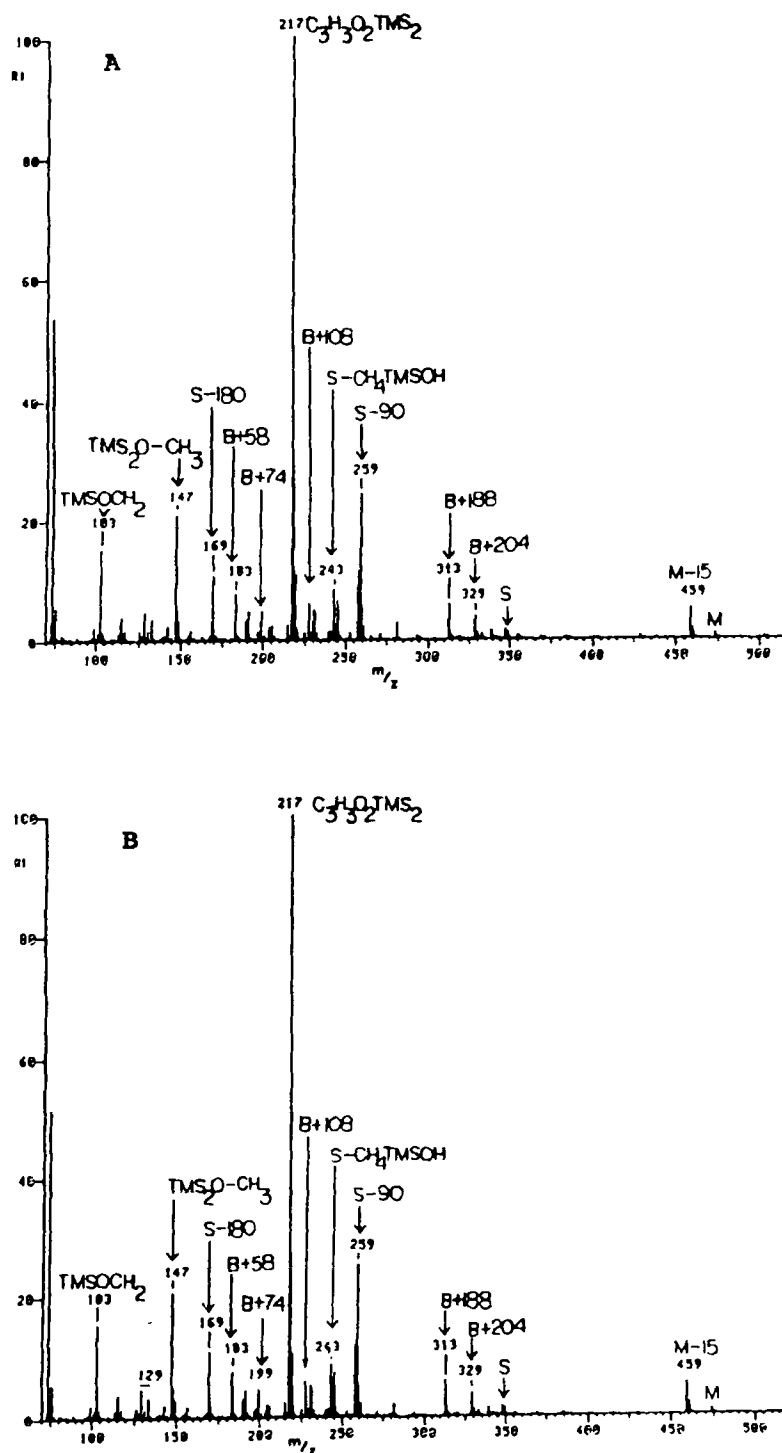 217 C3H3O2TMS2
100
A
RI
80
60
B+108
40
S-CH4TMSOH
S-180
S-90
B+58
TMS2O-CH3
259
B+74
TMSOCH2
147
B+188
103
20
B+204
169
313
M-15
183
243
329
S
459
M
0
100 150 200 250 300 350 400 450 500
m/z
217 C3H3O2TMS2
100
B
RI
80
60
B+108
40
S-CH4TMSOH
TMS2O-CH3
S-90
S-180
259
B+58
147
TMSOCH2
B+74
B+188
103
20
B+204
169
313
M-15
183
243
329
S
459
129
199
M
0
100 150 200 250 300 350 400 450 500
m/z